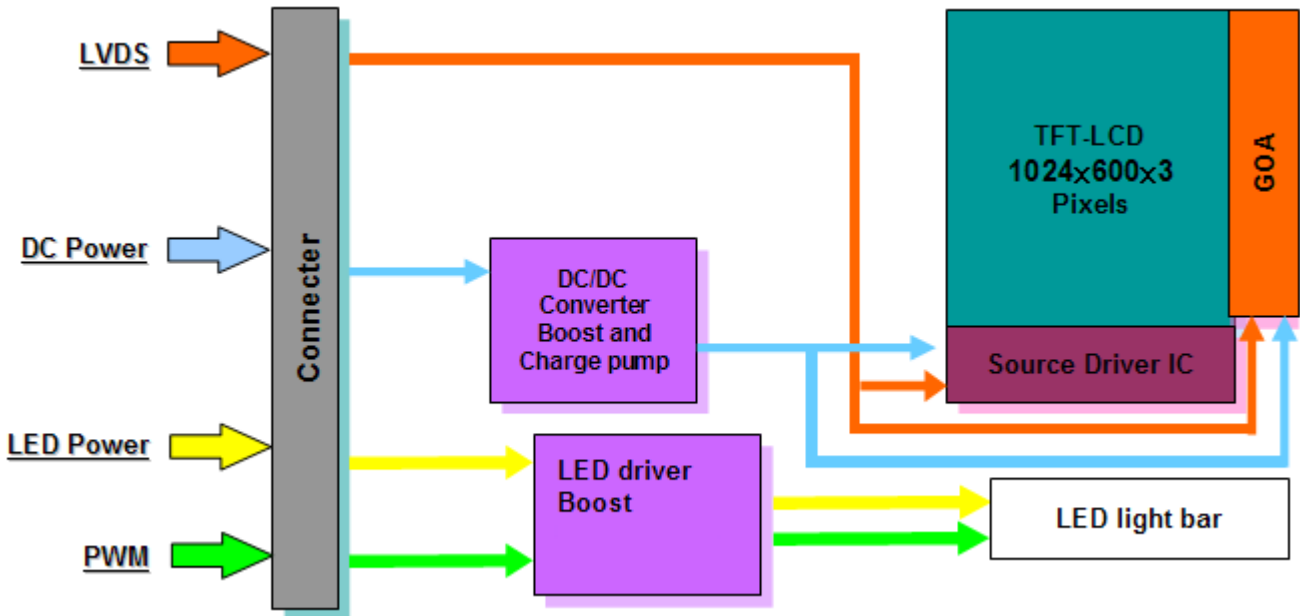 LVDS
DC Power
LED Power
PWM
Connecter
DC/DC
Converter
Boost and
Charge pump
LED driver
Boost
TFT-LCD
1024x600x3
Pixels
GOA
Source Driver IC
LED light bar